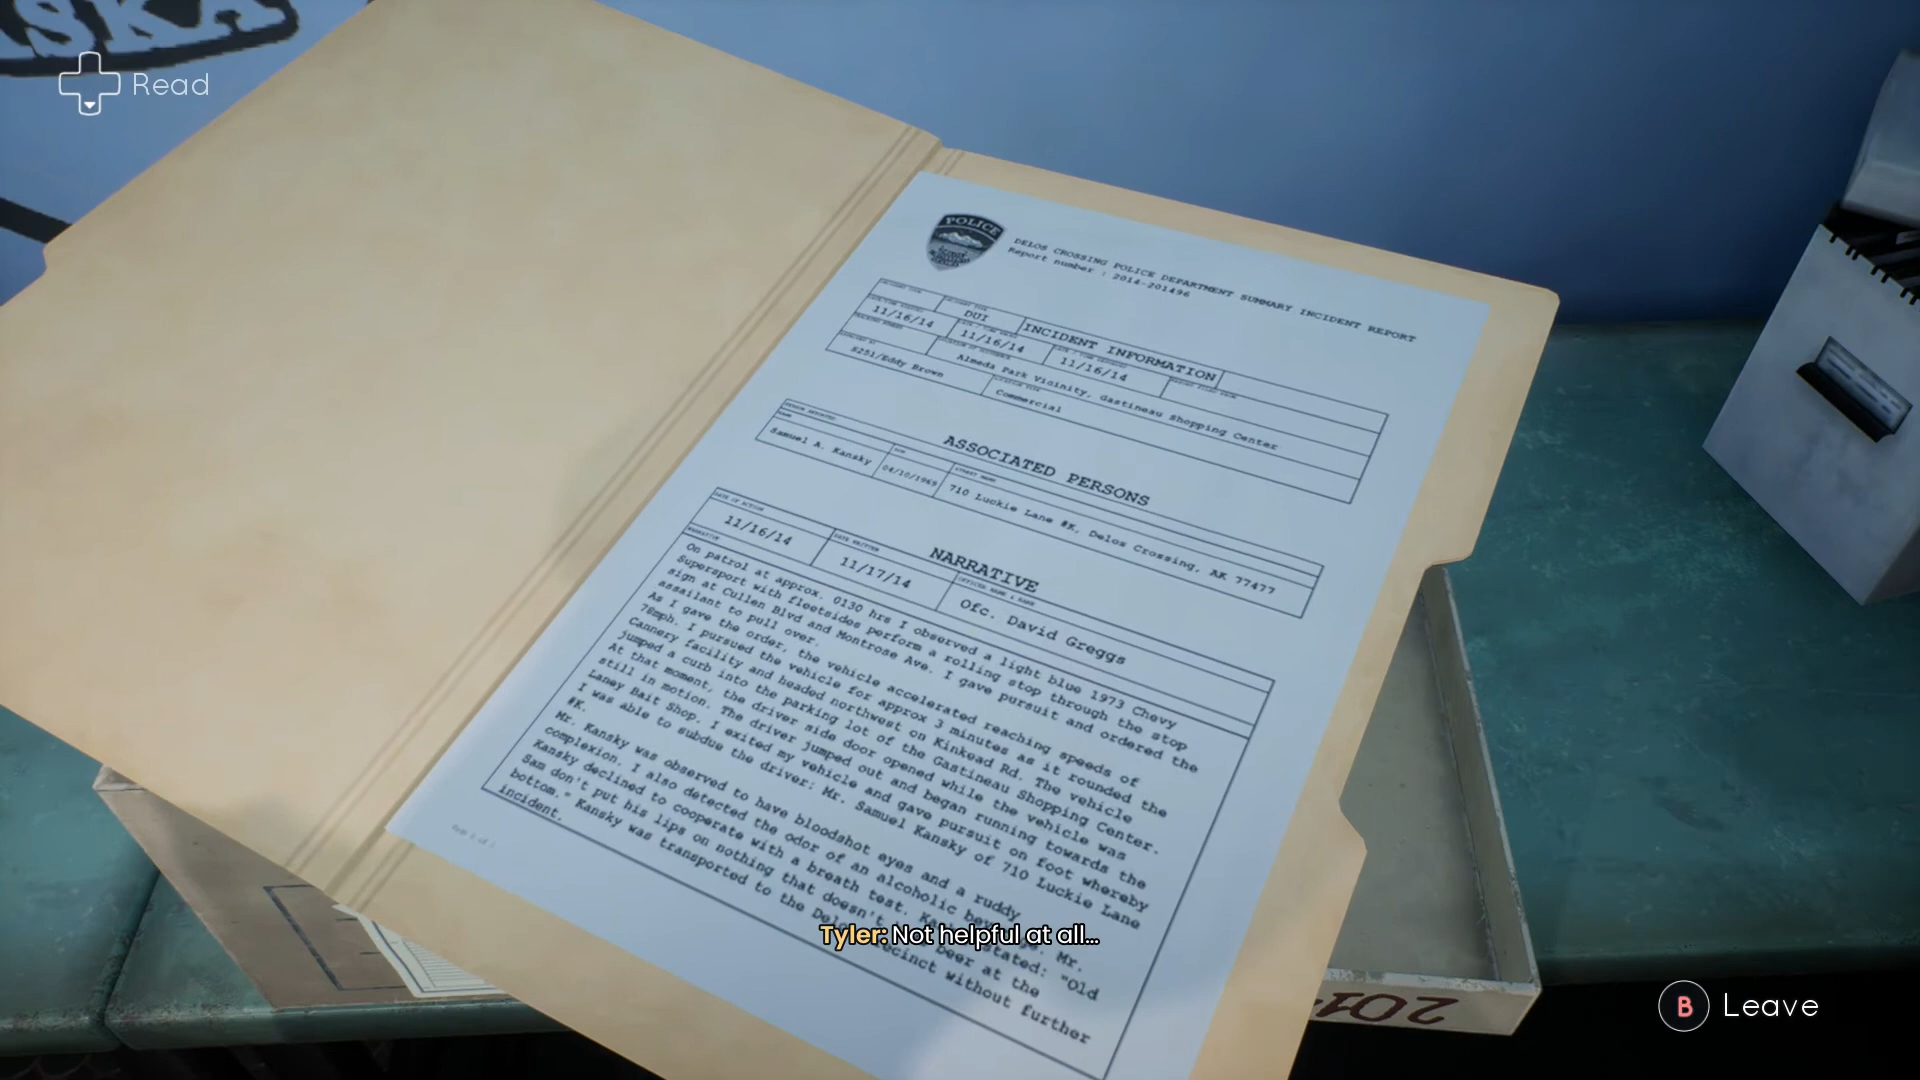 SKA
Read
POLICE
DELOS CROSSING POLICE DEPARTMENT SUMMARY INCIDENT REPORT
Report number : 2014-201496
INCIDENT INFORMATION
DUI
11/16/14
11/16/14
11/16/14
Almeda Park Vicinity, Gastineau Shopping Center
S251/Eddy Brown
Commercial
ASSOCIATED PERSONS
Samuel A. Kansky
04/10/1969
710 Luckie Lane #K, Delos Crossing, AK 77477
NARRATIVE
11/16/14
11/17/14
Ofc. David Greggs
On patrol at approx. 0130 hrs I observed a light blue 1973 Chevy
Supersport with fleetsides perform a rolling stop through the stop
sign at Cullen Blvd and Montrose Ave. I gave pursuit and ordered the
assailant to pull over.
As I gave the order, the vehicle accelerated reaching speeds of
78mph. I pursued the vehicle for approx 3 minutes as it rounded the
Cannery facility and headed northwest on Kinkead Rd. The vehicle
jumped a curb into the parking lot of the Gastineau Shopping Center.
At that moment, the driver side door opened while the vehicle was
still in motion. The driver jumped out and began running towards the
Laney Bait Shop. I exited my vehicle and gave pursuit on foot whereby
I was able to subdue the driver: Mr. Samuel Kansky of 710 Luckie Lane
#K.
Mr. Kansky was observed to have bloodshot eyes and a ruddy
complexion. I also detected the odor of an alcoholic Mr.
Kansky declined to cooperate with a breath test. stated: "Old
Sam don't put his lips on nothing that doesn't beer at the
bottom." Kansky was transported to the precinct without further
incident.
Tyler: Not helpful at all...
201
B Leave